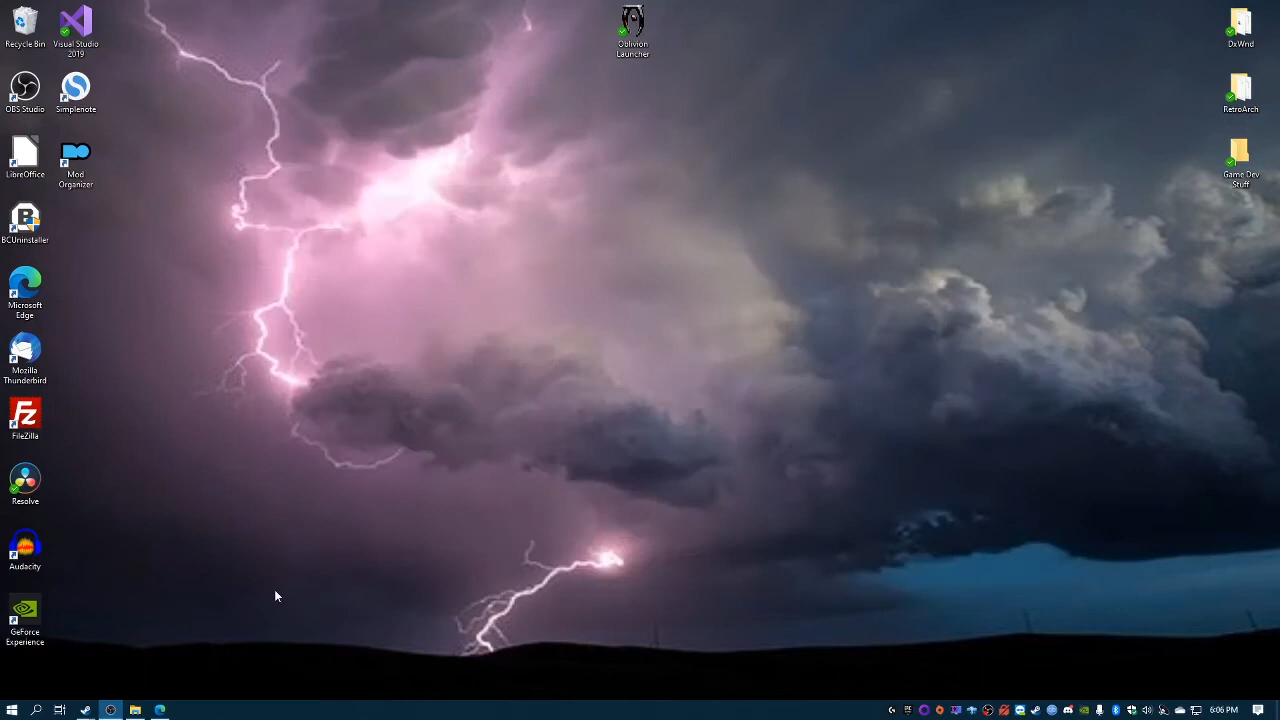 Recycle Bin
Visual Studio
2019
OBS Studio
Simplenote
LibreOffice
Mod
Organizer
BCUninstaller
Microsoft
Edge
Mozilla
Thunderbird
FileZilla
Resolve
Audacity
GeForce
Experience
Oblivion
Launcher
DxWnd
RetroArch
Game Dev
Stuff
6:06 PM